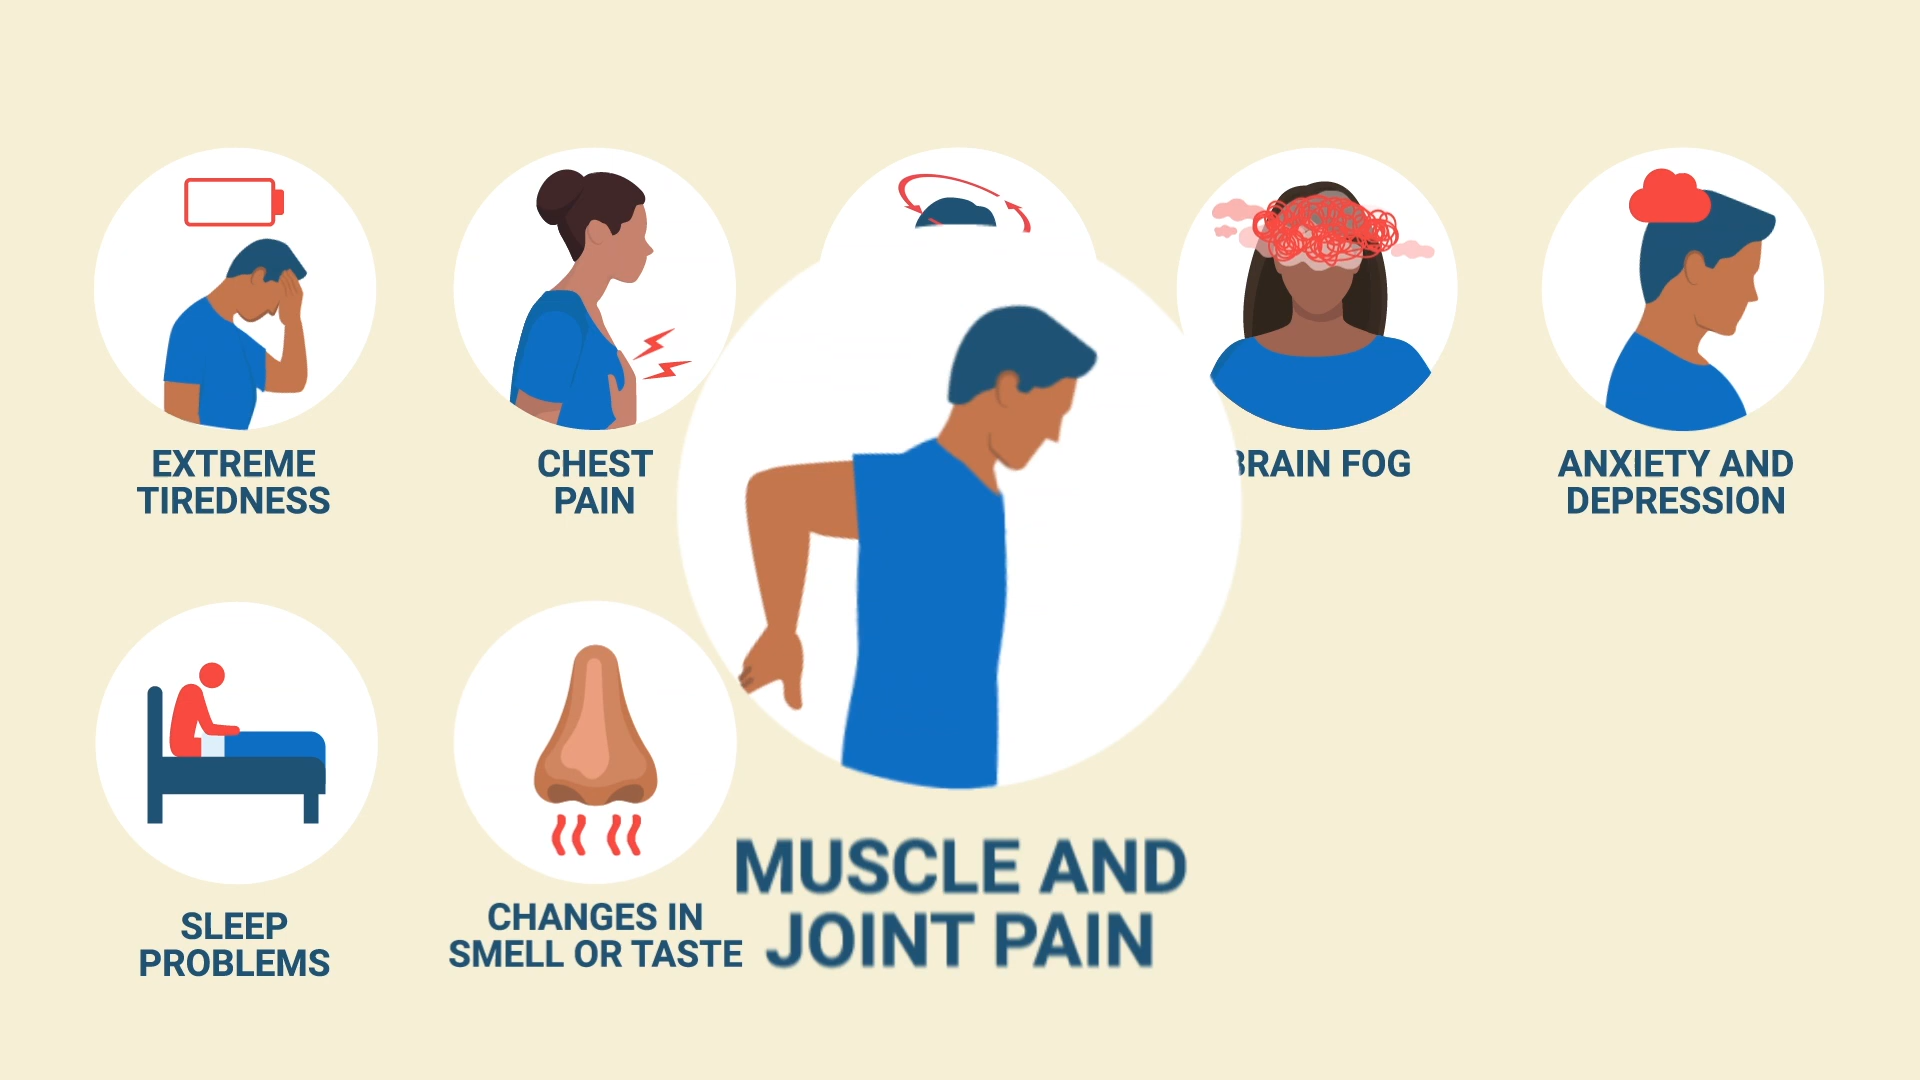 EXTREME
TIREDNESS
CHEST
PAIN
BRAIN FOG
ANXIETY AND
DEPRESSION
SLEEP
PROBLEMS
CHANGES IN
SMELL OR TASTE
MUSCLE AND
JOINT PAIN